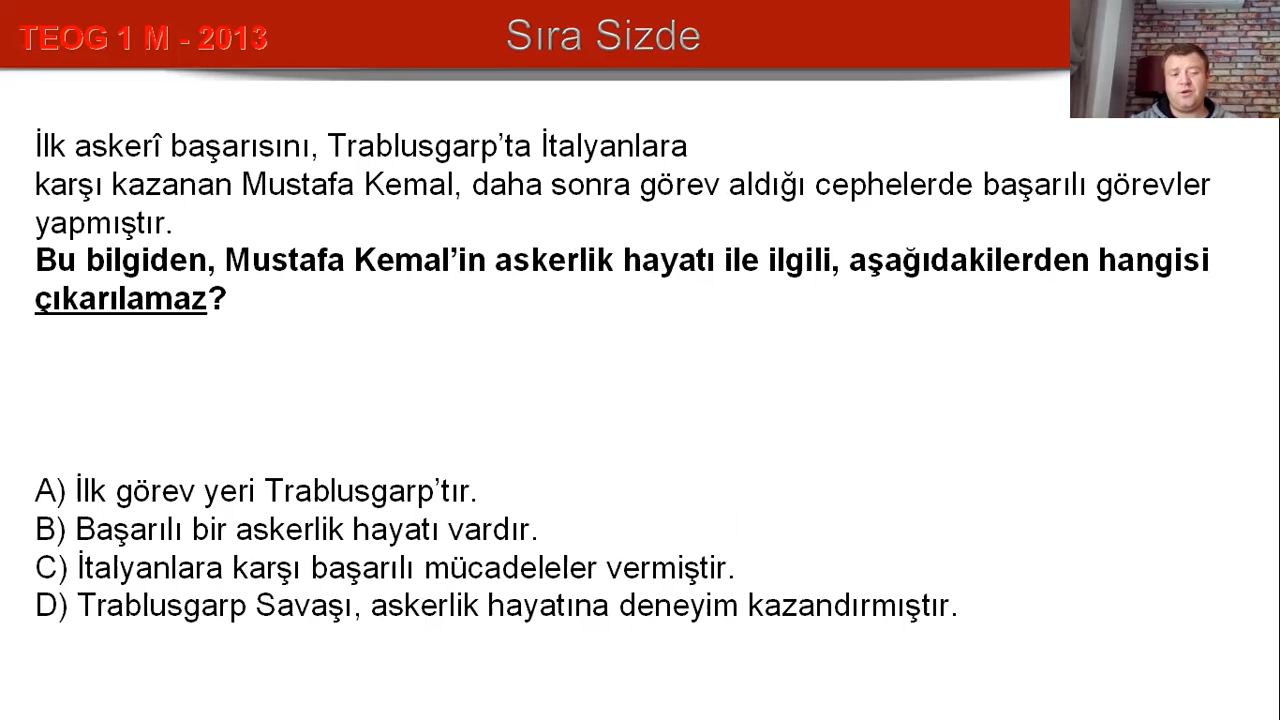 TEOG 1 M - 2013
Sıra Sizde
İlk askerî başarısını, Trablusgarp’ta İtalyanlara
karşı kazanan Mustafa Kemal, daha sonra görev aldığı cephelerde başarılı görevler
yapmıştır.
Bu bilgiden, Mustafa Kemal’in askerlik hayatı ile ilgili, aşağıdakilerden hangisi
çıkarılamaz?
A) İlk görev yeri Trablusgarp’tır.
B) Başarılı bir askerlik hayatı vardır.
C) İtalyanlara karşı başarılı mücadeleler vermiştir.
D) Trablusgarp Savaşı, askerlik hayatına deneyim kazandırmıştır.